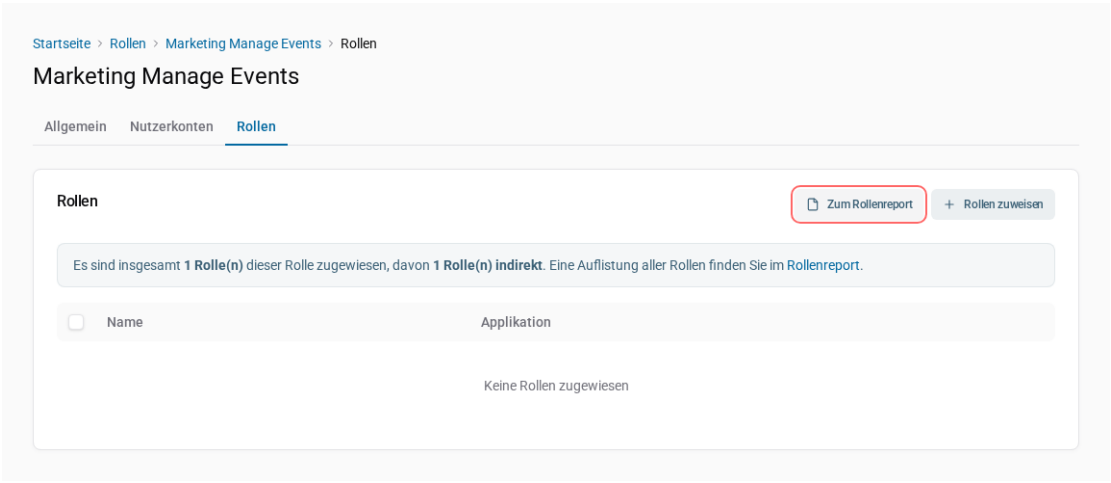 Startseite > Rollen > Marketing Manage Events > Rollen
Marketing Manage Events
Allgemein Nutzerkonten Rollen
Rollen Zum Rollenreport + Rollen zuweisen
Es sind insgesamt 1 Rolle(n) dieser Rolle zugewiesen, davon 1 Rolle(n) indirekt. Eine Auflistung aller Rollen finden Sie im Rollenreport.
Name Applikation
Keine Rollen zugewiesen